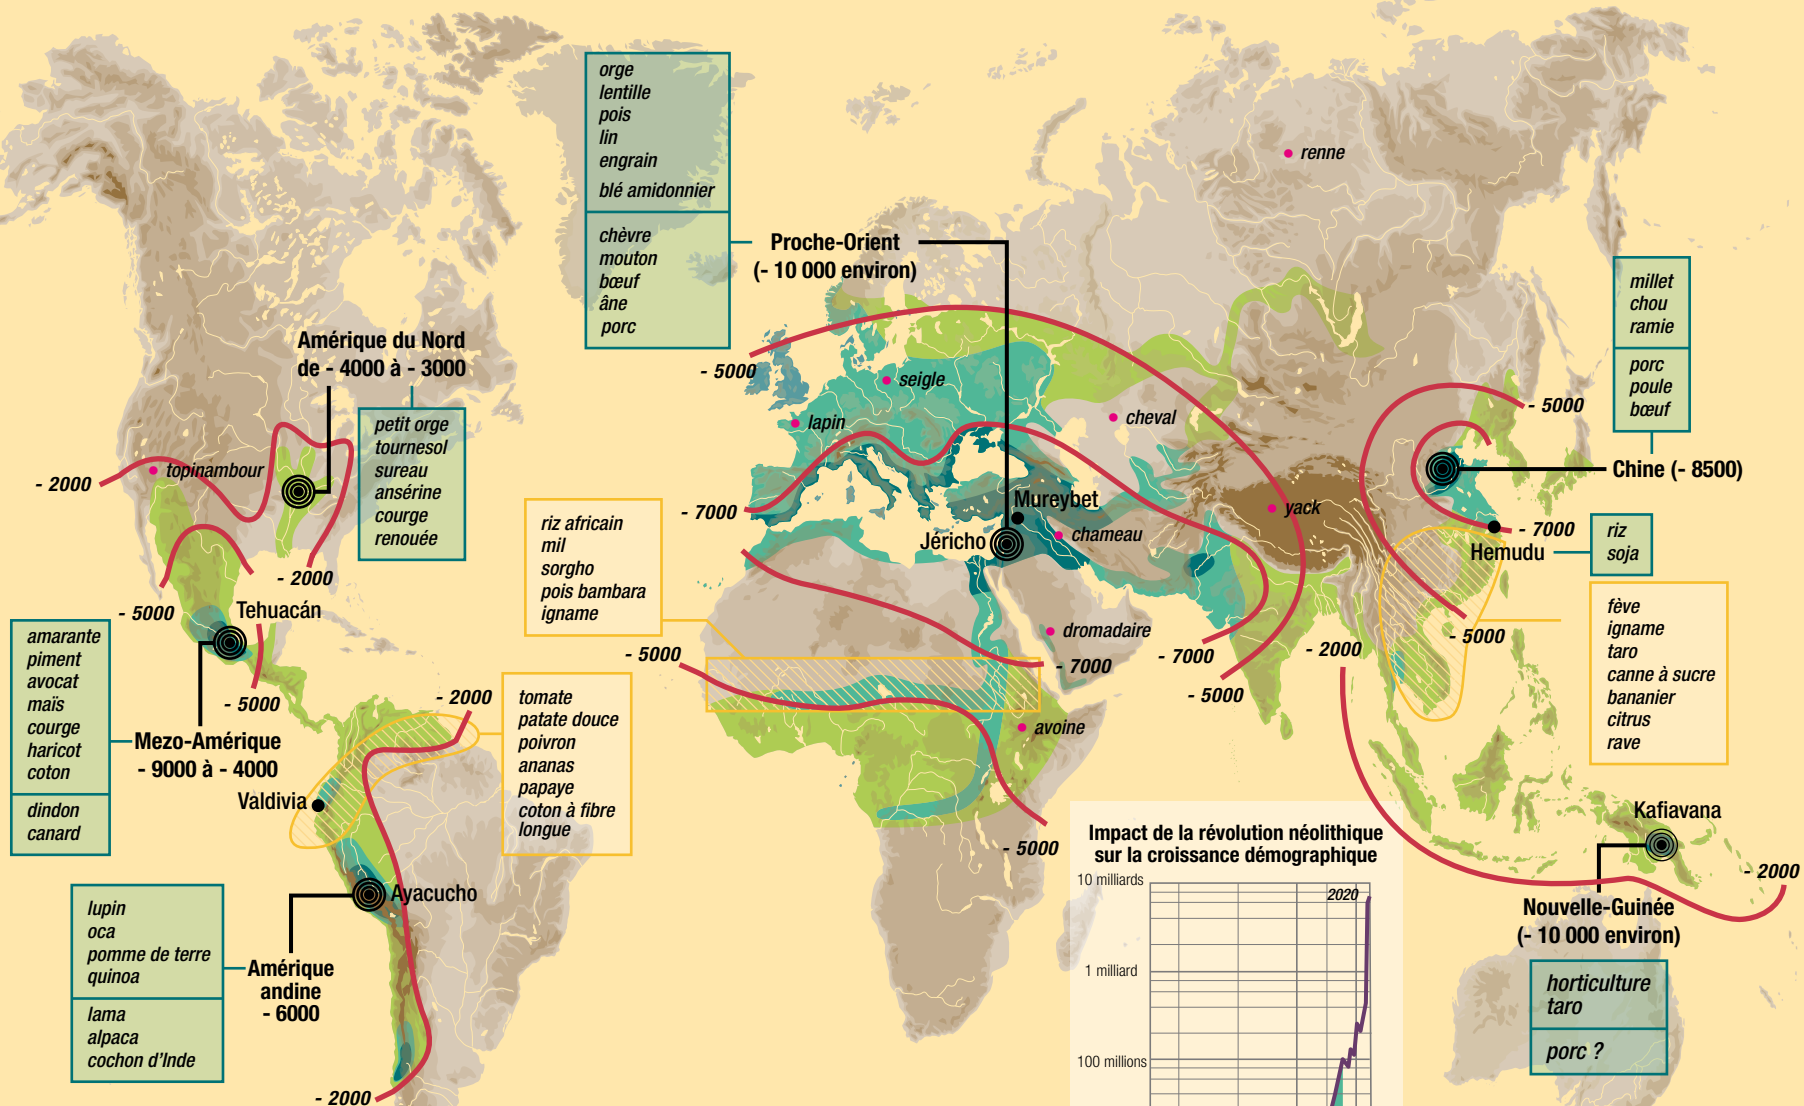 orge
lentille
pois
lin
engrain
blé amidonnier
chèvre
mouton
bœuf
âne
porc
Proche-Orient
(- 10 000 environ)
renne
millet
chou
ramie
porc
poule
bœuf
Chine (- 8500)
Amérique du Nord
de - 4000 à - 3000
petit orge
tournesol
sureau
ansérine
courge
renouée
topinambour
- 2000
- 2000
- 5000
seigle
lapin
cheval
- 5000
- 7000
Mureybet
Jéricho
chameau
yack
- 7000
Hemudu
riz
soja
riz africain
mil
sorgho
pois bambara
igname
- 5000
Tehuacán
- 5000
amarante
piment
avocat
maïs
courge
haricot
coton
dindon
canard
Mezo-Amérique
- 9000 à - 4000
- 5000
dromadaire
- 7000
- 7000
- 5000
- 2000
- 5000
fève
igname
taro
canne à sucre
bananier
citrus
rave
- 2000
tomate
patate douce
poivron
ananas
papaye
coton à fibre
longue
avoine
Valdivia
- 5000
Ayacucho
lupin
oca
pomme de terre
quinoa
lama
alpaca
cochon d'Inde
Amérique
andine
- 6000
- 2000
Impact de la révolution néolithique
sur la croissance démographique
10 milliards
2020
1 milliard
100 millions
Kafiavana
- 2000
Nouvelle-Guinée
(- 10 000 environ)
horticulture
taro
porc ?